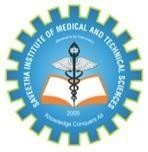 SAVEETHA INSTITUTE OF MEDICAL AND TECHNICAL SCIENCES
2005
Knowledge Conquers All